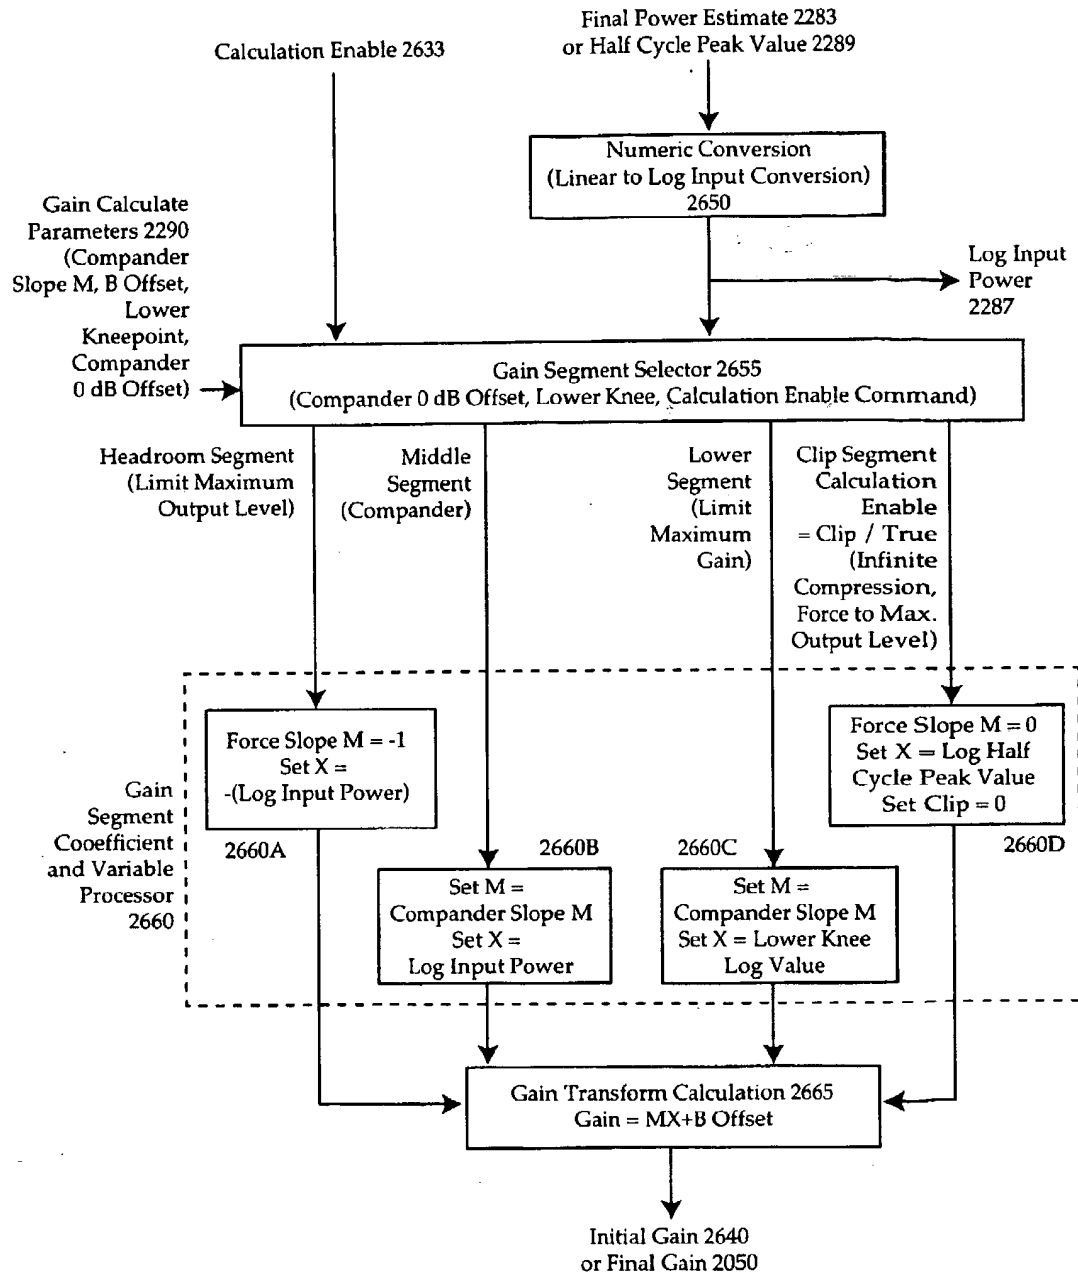 Final Power Estimate 2283
or Half Cycle Peak Value 2289
Calculation Enable 2633
Numeric Conversion
(Linear to Log Input Conversion)
2650
Gain Calculate
Parameters 2290
(Compander
Slope M, B Offset,
Lower
Kneepoint,
Compander
0 dB Offset)
Log Input
Power
2287
Gain Segment Selector 2655
(Compander 0 dB Offset, Lower Knee, Calculation Enable Command)
Headroom Segment
(Limit Maximum
Output Level)
Middle
Segment
(Compander)
Lower
Segment
(Limit
Maximum
Gain)
Clip Segment
Calculation
Enable
= Clip / True
(Infinite
Compression,
Force to Max.
Output Level)
Force Slope M = -1
Set X =
-(Log Input Power)
2660A
Force Slope M = 0
Set X = Log Half
Cycle Peak Value
Set Clip = 0
2660D
Gain
Segment
Cooefficient
and Variable
Processor
2660
2660B
Set M =
Compander Slope M
Set X =
Log Input Power
2660C
Set M =
Compander Slope M
Set X = Lower Knee
Log Value
Gain Transform Calculation 2665
Gain = MX+B Offset
Initial Gain 2640
or Final Gain 2050